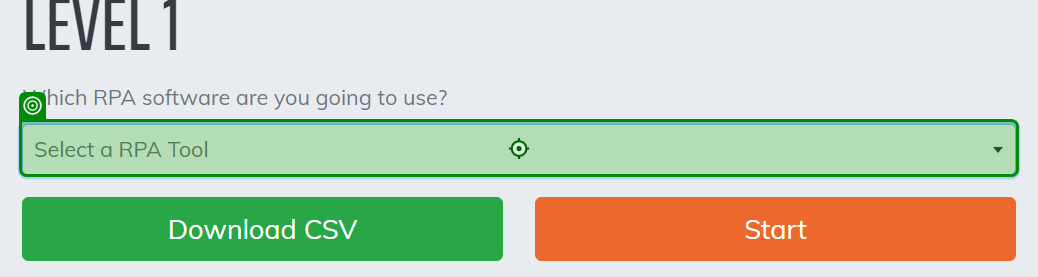 LEVEL 1
Which RPA software are you going to use?
Select a RPA Tool
Download CSV
Start